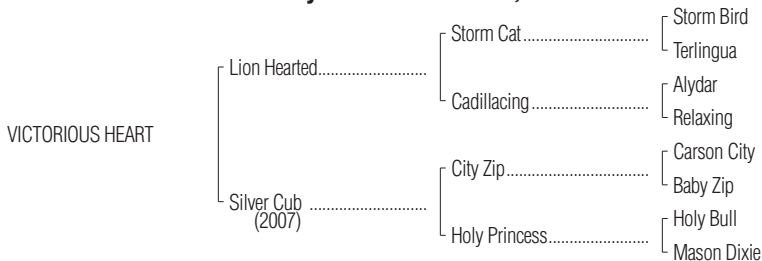 Storm Bird
Storm Cat
Terlingua
Lion Hearted
Alydar
Cadillacing
Relaxing
VICTORIOUS HEART
Carson City
City Zip
Baby Zip
Silver Cub
(2007)
Holy Bull
Holy Princess
Mason Dixie